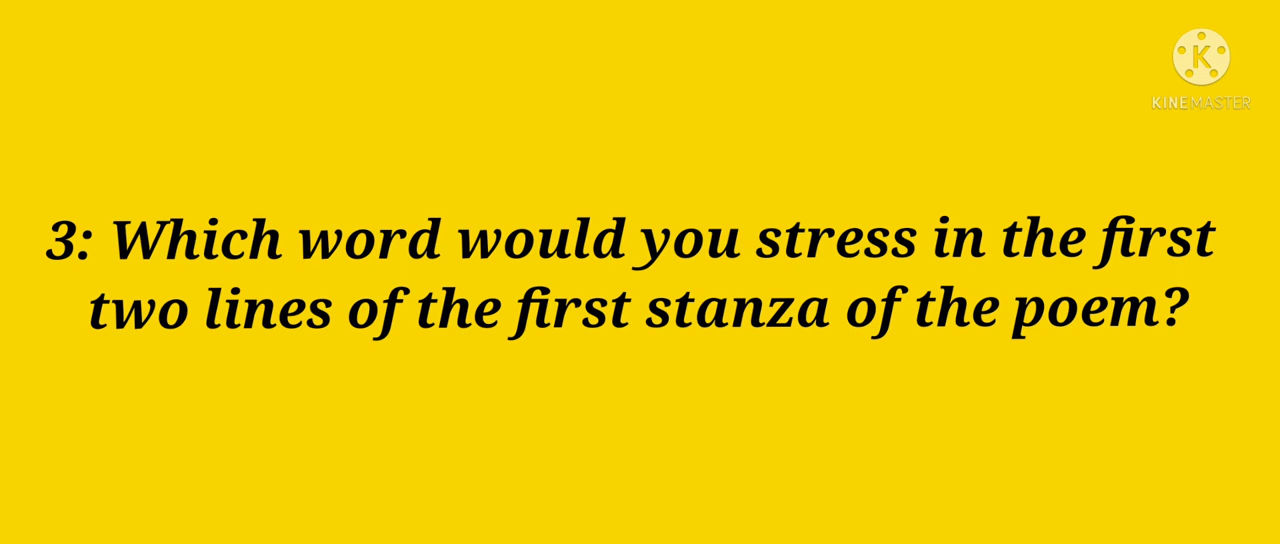 KINEMASTER
3: Which word would you stress in the first
two lines of the first stanza of the poem?